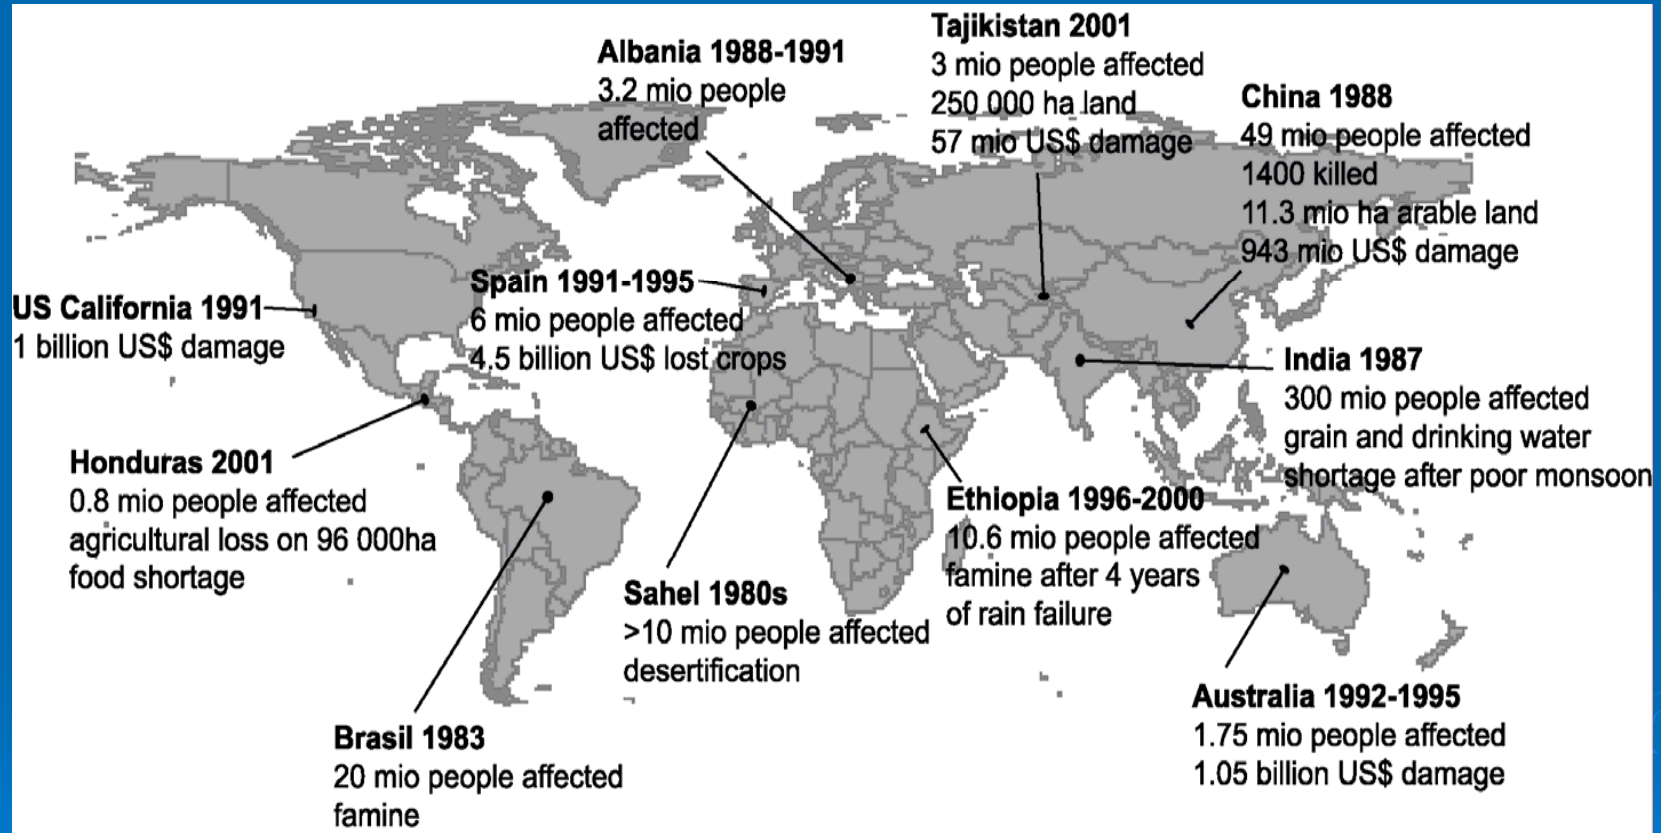 Albania 1988-1991
3.2 mio people
affected
Tajikistan 2001
3 mio people affected
250 000 ha land
57 mio US$ damage
China 1988
49 mio people affected
1400 killed
11.3 mio ha arable land
943 mio US$ damage
US California 1991
1 billion US$ damage
Spain 1991-1995
6 mio people affected
4.5 billion US$ lost crops
India 1987
300 mio people affected
grain and drinking water
shortage after poor monsoon
Honduras 2001
0.8 mio people affected
agricultural loss on 96 000ha
food shortage
Ethiopia 1996-2000
10.6 mio people affected
famine after 4 years
of rain failure
Sahel 1980s
>10 mio people affected
desertification
Brasil 1983
20 mio people affected
famine
Australia 1992-1995
1.75 mio people affected
1.05 billion US$ damage